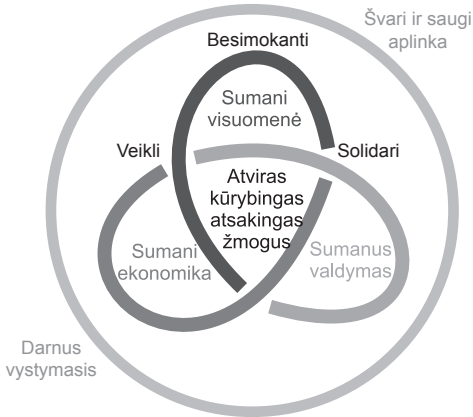 Švari ir saugi
aplinka
Besimokanti
Sumani
visuomenė
Veikli
Solidari
Atviras
kūrybingas
atsakingas
žmogus
Sumani
ekonomika
Sumanus
valdymas
Darnus
vystymasis